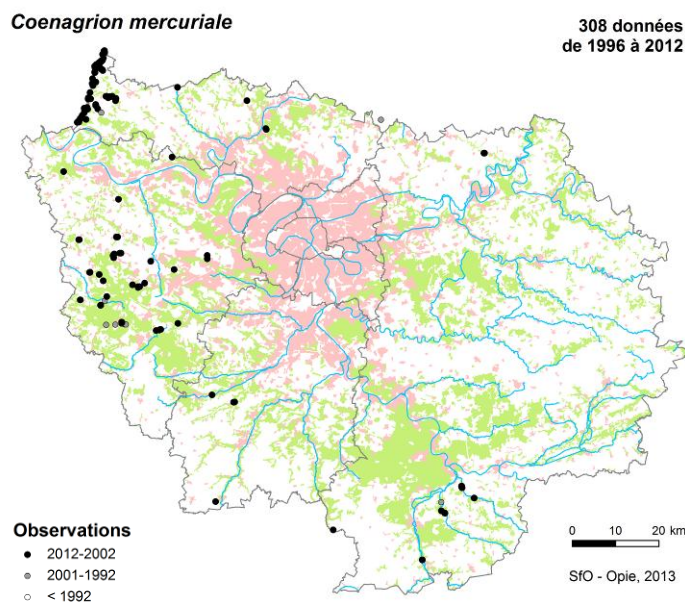 Coenagrion mercuriale
308 données
de 1996 à 2012
Observations
2012-2002
2001-1992
< 1992
0 10 20 km
SfO - Opie, 2013